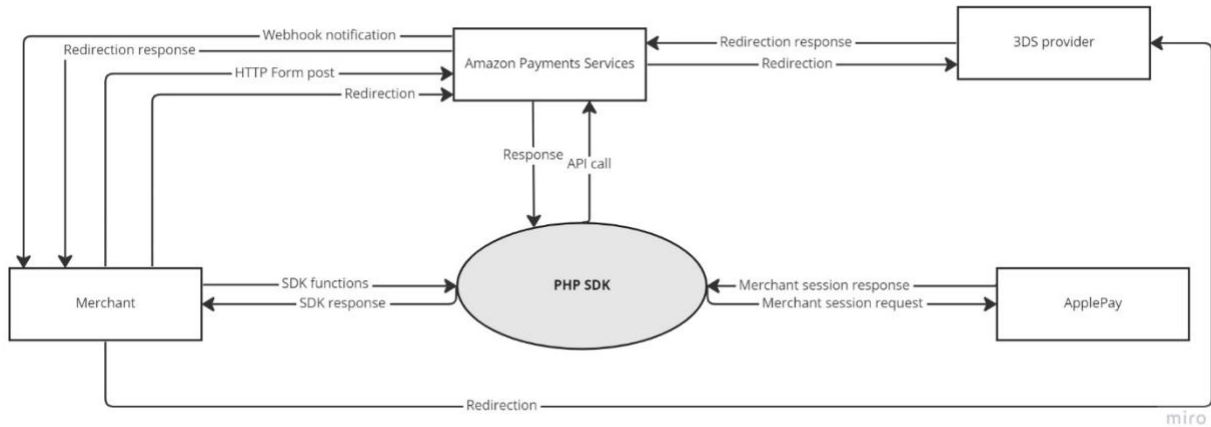 Webhook notification
Redirection response
HTTP Form post
Redirection
Amazon Payments Services
Redirection response
Redirection
3DS provider
Response
API call
Merchant
SDK functions
SDK response
PHP SDK
Merchant session response
Merchant session request
ApplePay
Redirection
miro